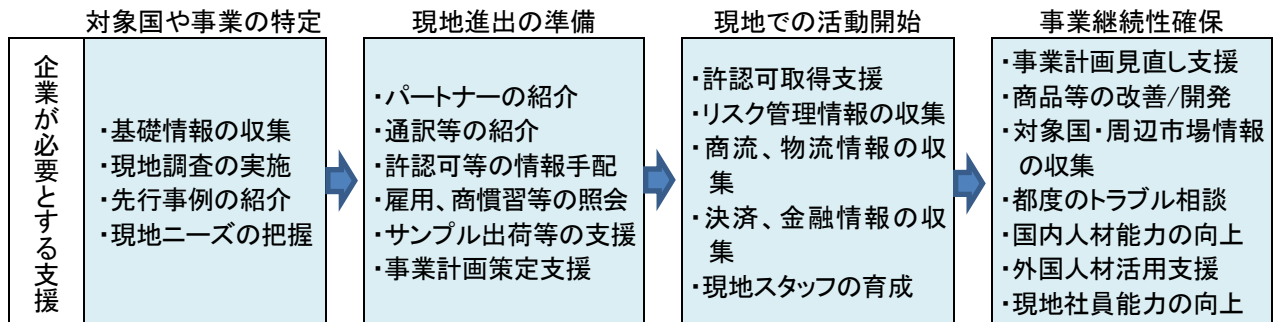 対象国や事業の特定
現地進出の準備
現地での活動開始
事業継続性確保
企業が必要とする支援
・基礎情報の収集
・現地調査の実施
・先行事例の紹介
・現地ニーズの把握
・パートナーの紹介
・通訳等の紹介
・許認可等の情報手配
・雇用、商慣習等の照会
・サンプル出荷等の支援
・事業計画策定支援
・許認可取得支援
・リスク管理情報の収集
・商流、物流情報の収
集
・決済、金融情報の収
集
・現地スタッフの育成
・事業計画見直し支援
・商品等の改善/開発
・対象国・周辺市場情報
の収集
・都度のトラブル相談
・国内人材能力の向上
・外国人材活用支援
・現地社員能力の向上